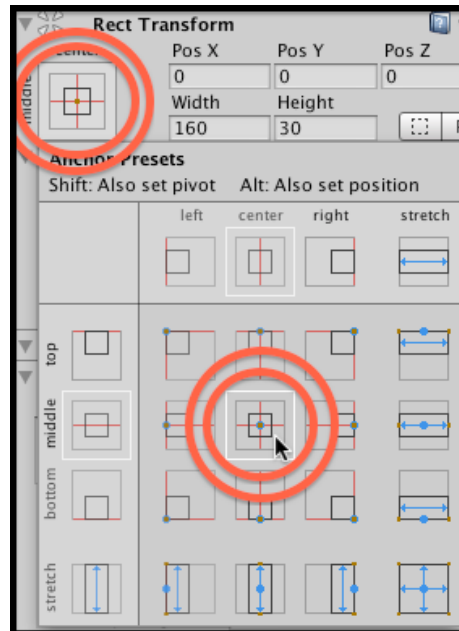 Rect Transform
center
Pos X Pos Y Pos Z
0 0 0
middle
Width Height
160 30
Anchor Presets
Shift: Also set pivot Alt: Also set position
left center right stretch
top
middle
bottom
stretch